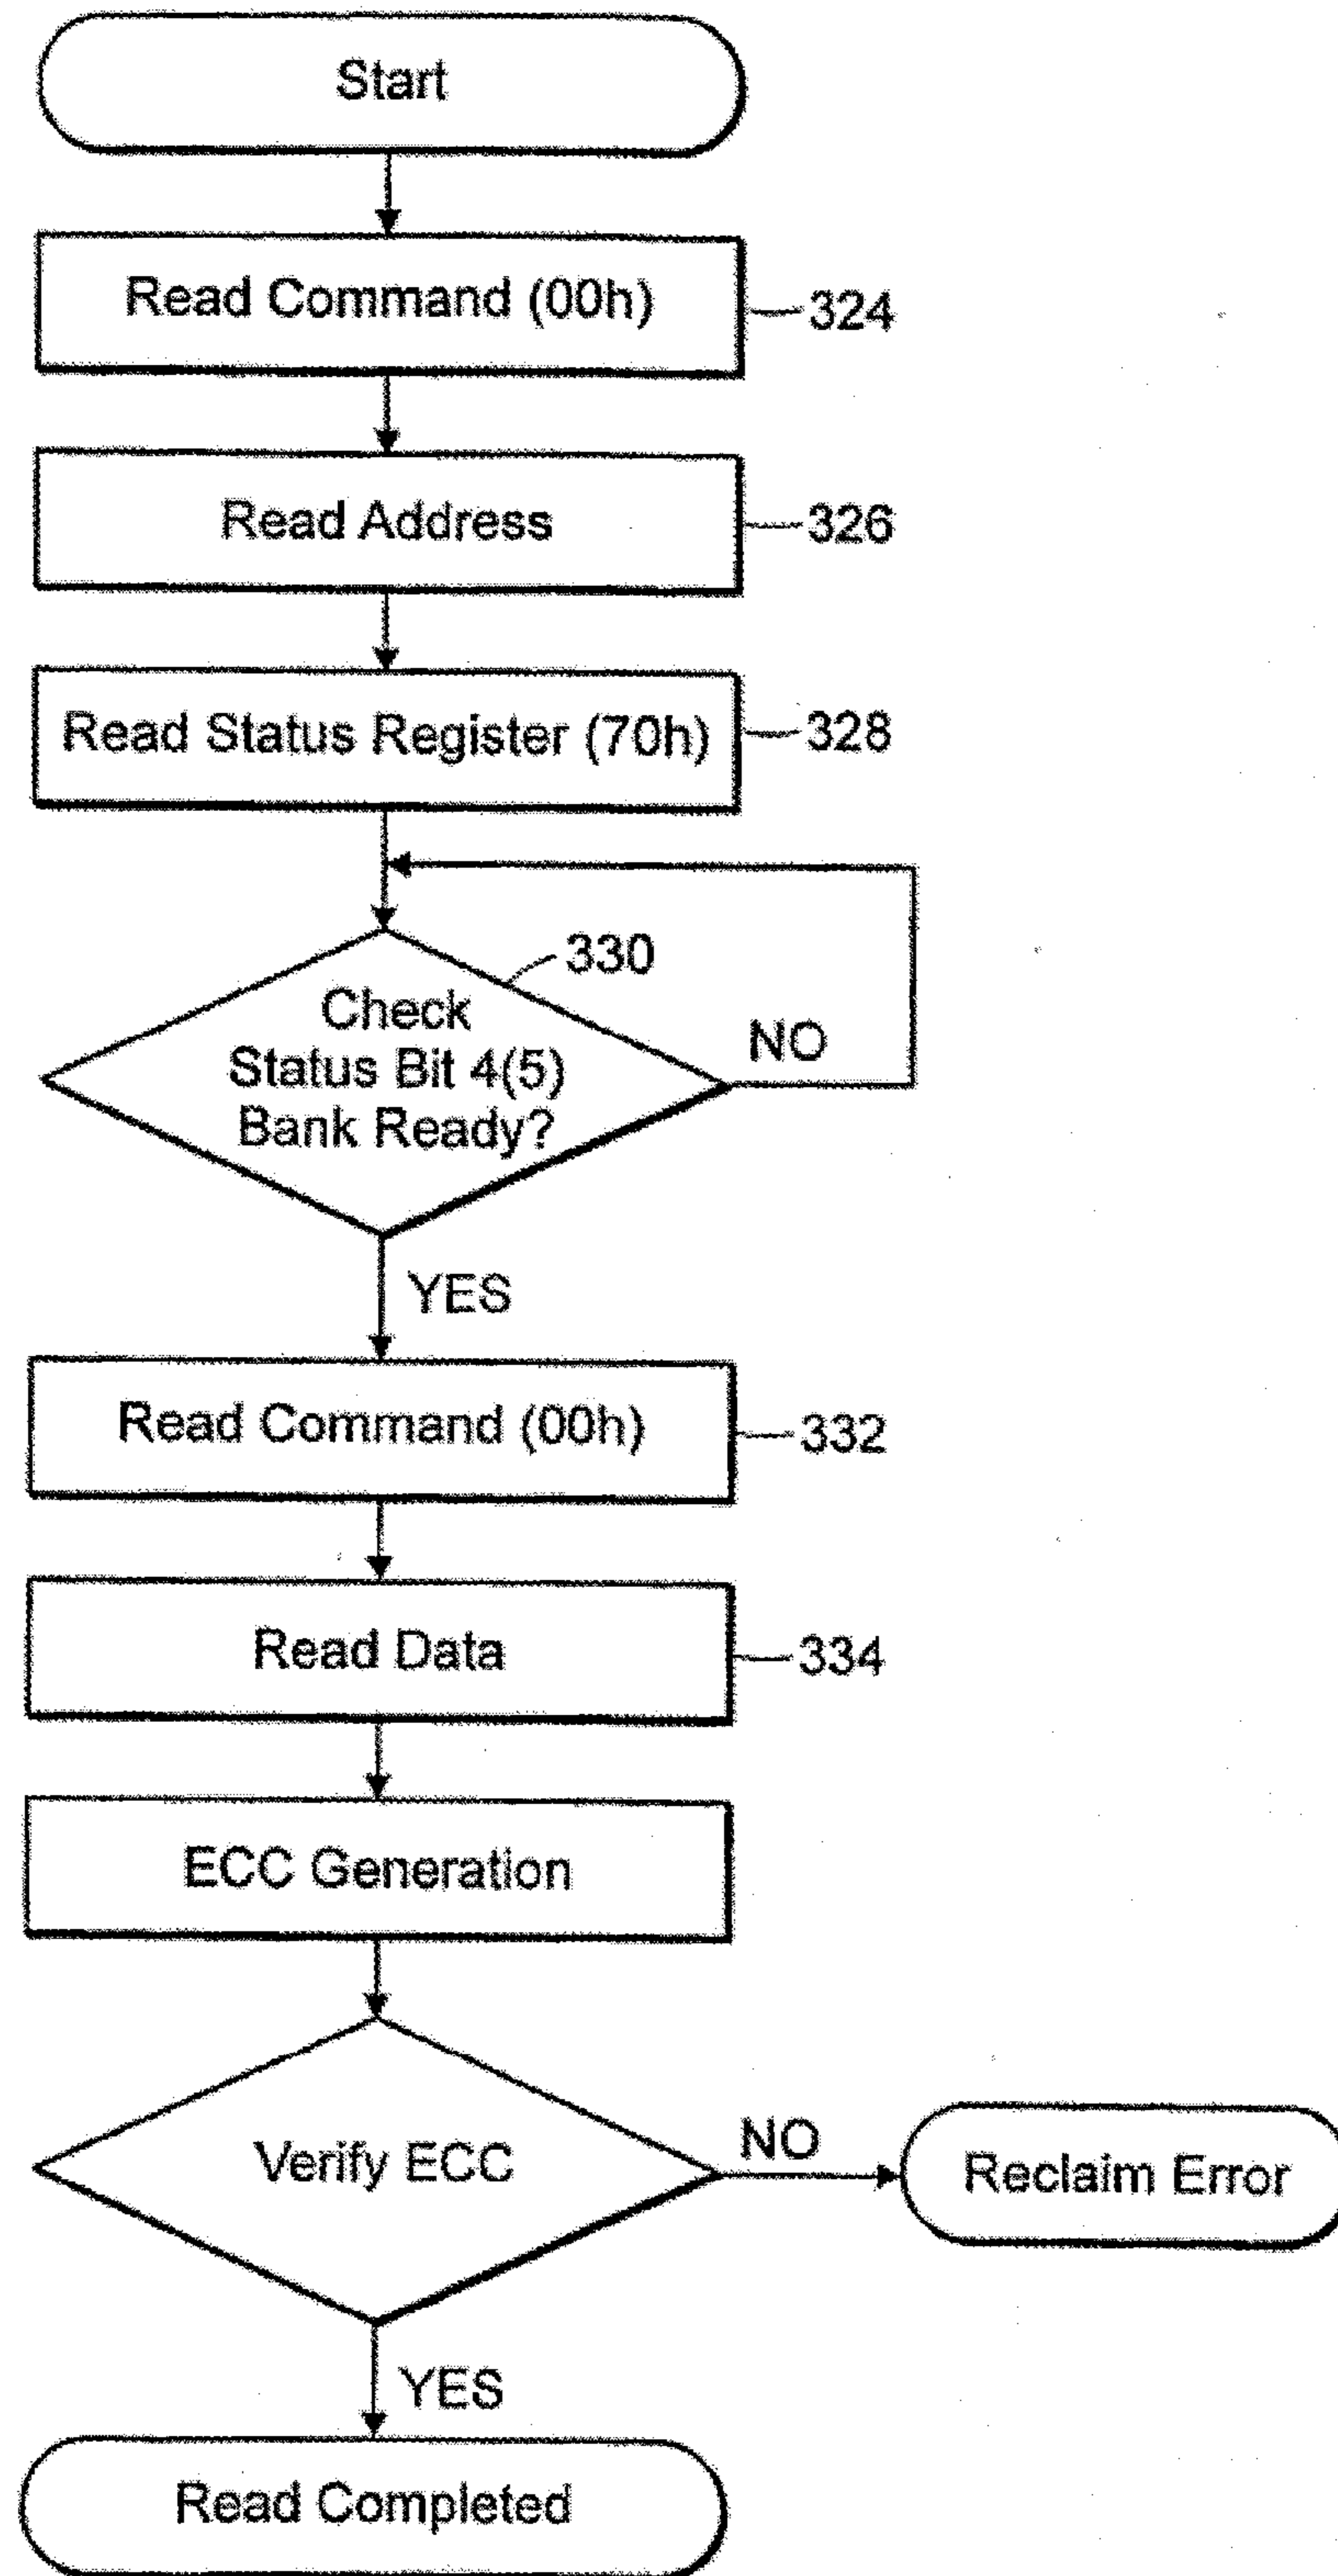 Start
Read Command (00h)
324
Read Address
326
Read Status Register (70h)
328
330
Check
Status Bit 4(5)
Bank Ready?
NO
YES
Read Command (00h)
332
Read Data
334
ECC Generation
Verify ECC
NO
Reclaim Error
YES
Read Completed